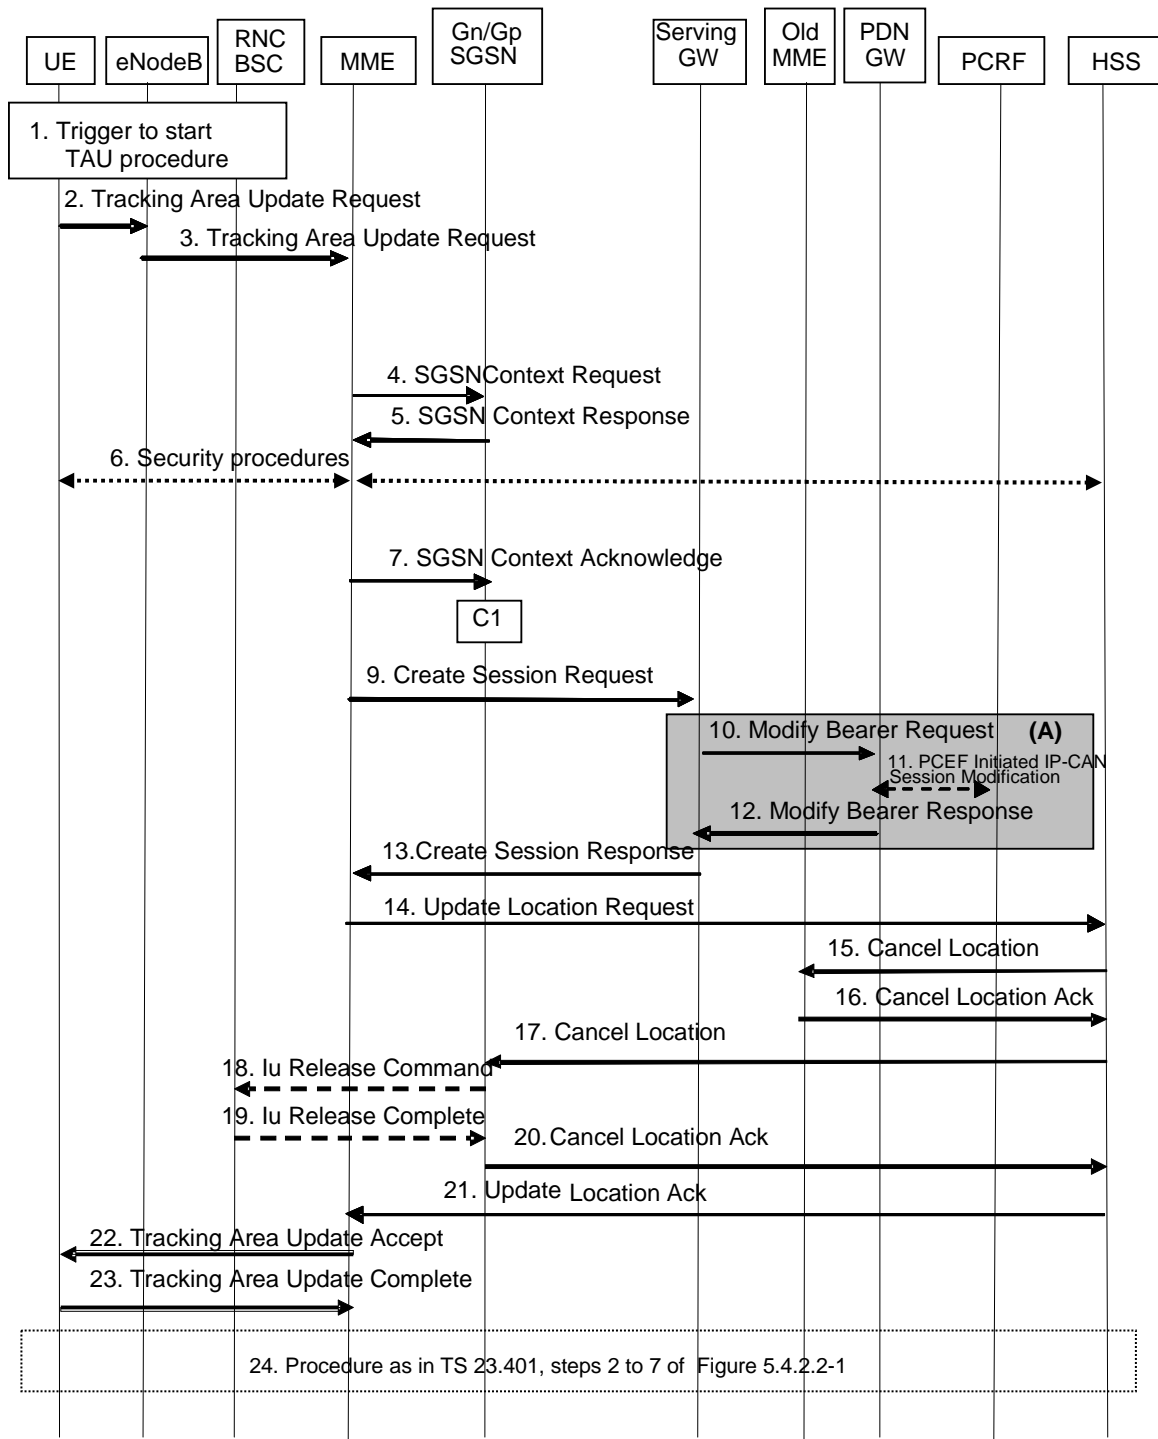 UE
eNodeB
RNC
BSC
MME
Gn/Gp
SGSN
Serving
GW
Old
MME
PDN
GW
PCRF
HSS
1. Trigger to start
TAU procedure
2. Tracking Area Update Request
3. Tracking Area Update Request
4. SGSNContext Request
5. SGSN Context Response
6. Security procedures
7. SGSN Context Acknowledge
C1
9. Create Session Request
10. Modify Bearer Request (A)
11. PCEF Initiated IP-CAN
Session Modification
12. Modify Bearer Response
13.Create Session Response
14. Update Location Request
15. Cancel Location
16. Cancel Location Ack
17. Cancel Location
18. Iu Release Command
19. Iu Release Complete
20.Cancel Location Ack
21. Update Location Ack
22. Tracking Area Update Accept
23. Tracking Area Update Complete
24. Procedure as in TS 23.401, steps 2 to 7 of Figure 5.4.2.2-1